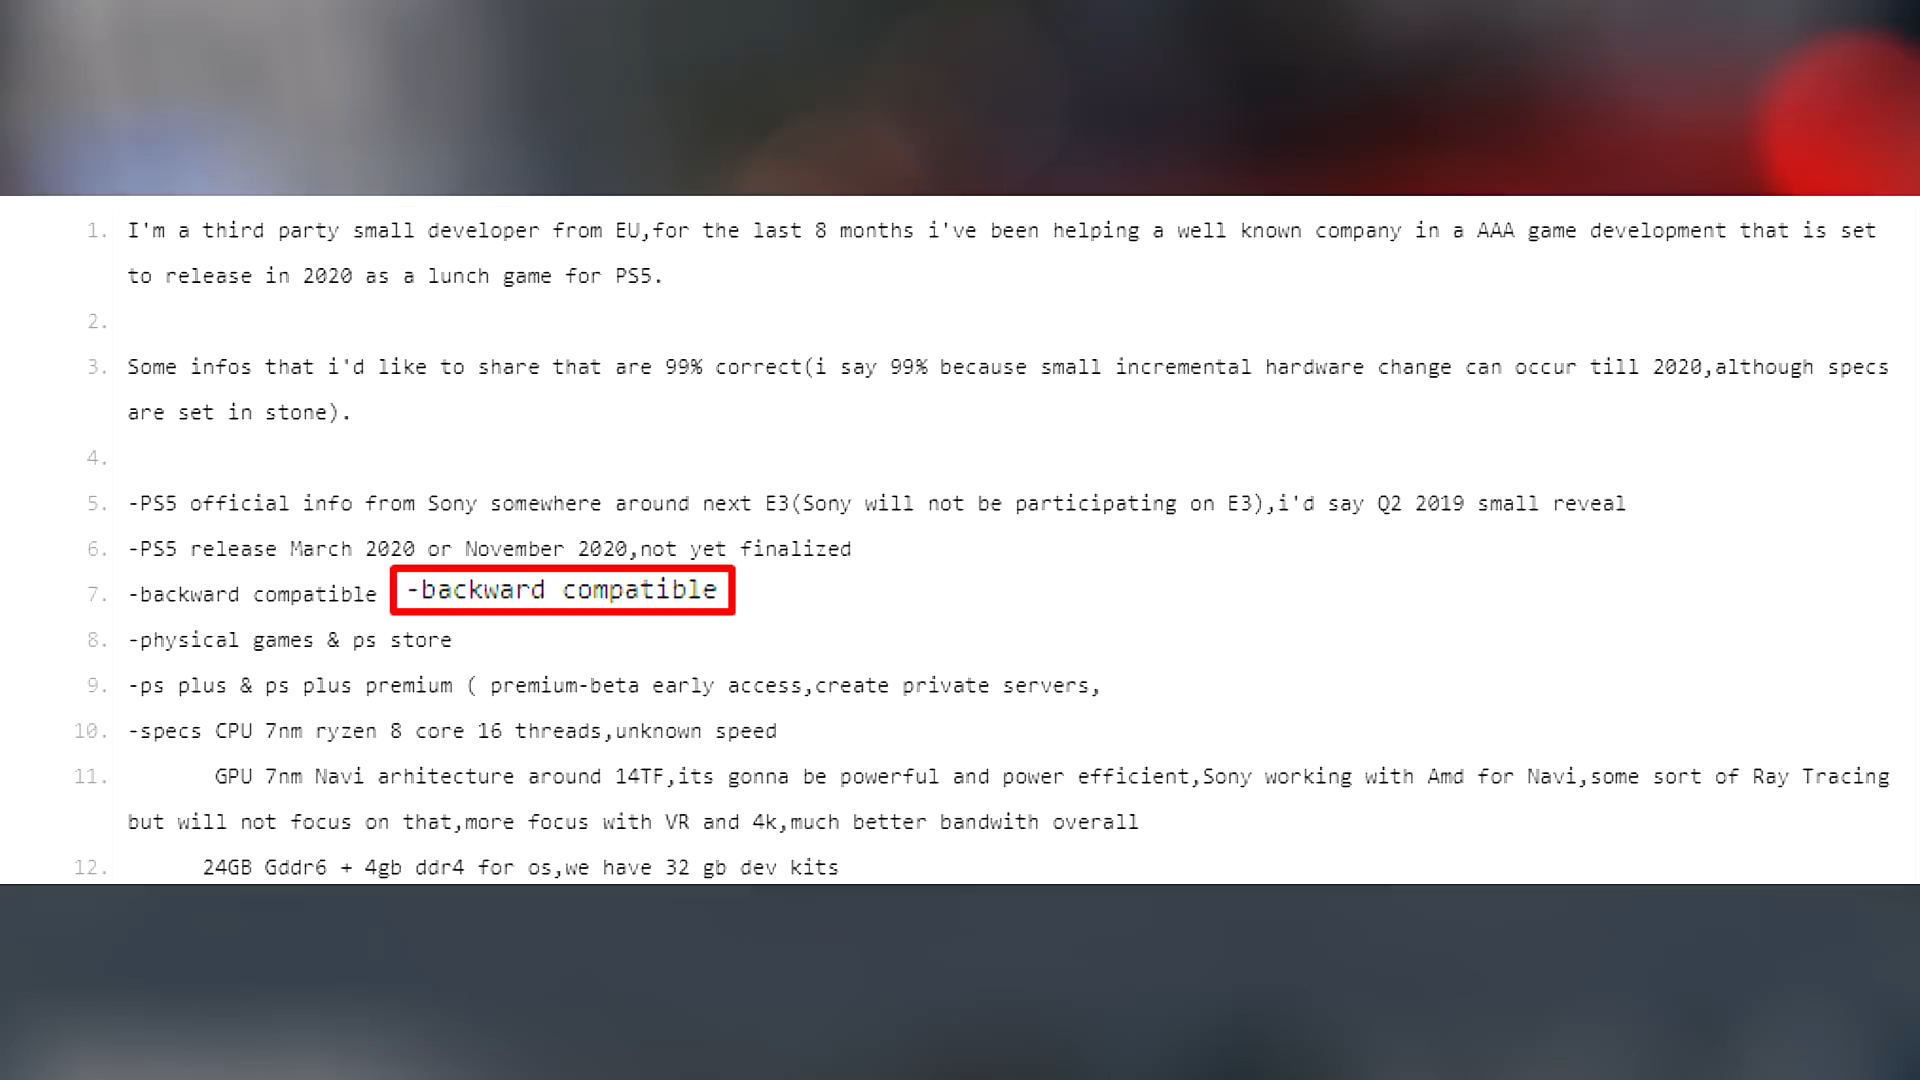 1. I'm a third party small developer from EU,for the last 8 months i've been helping a well known company in a AAA game development that is set
to release in 2020 as a lunch game for PS5.
2.
3. Some infos that i'd like to share that are 99% correct(i say 99% because small incremental hardware change can occur till 2020,although specs
are set in stone).
4.
5. -PS5 official info from Sony somewhere around next E3(Sony will not be participating on E3),i'd say Q2 2019 small reveal
6. -PS5 release March 2020 or November 2020,not yet finalized
7. -backward compatible -backward compatible
8. -physical games & ps store
9. -ps plus & ps plus premium ( premium-beta early access,create private servers,
10. -specs CPU 7nm ryzen 8 core 16 threads,unknown speed
11. GPU 7nm Navi arhitecture around 14TF,its gonna be powerful and power efficient,Sony working with Amd for Navi,some sort of Ray Tracing
but will not focus on that,more focus with VR and 4k,much better bandwith overall
12. 24GB Gddr6 + 4gb ddr4 for os,we have 32 gb dev kits